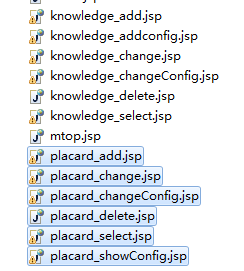 knowledge_add.jsp
knowledge_addconfig.jsp
knowledge_change.jsp
knowledge_changeConfig.jsp
knowledge_delete.jsp
knowledge_select.jsp
mtop.jsp
placard_add.jsp
placard_change.jsp
placard_changeConfig.jsp
placard_delete.jsp
placard_select.jsp
placard_showConfig.jsp